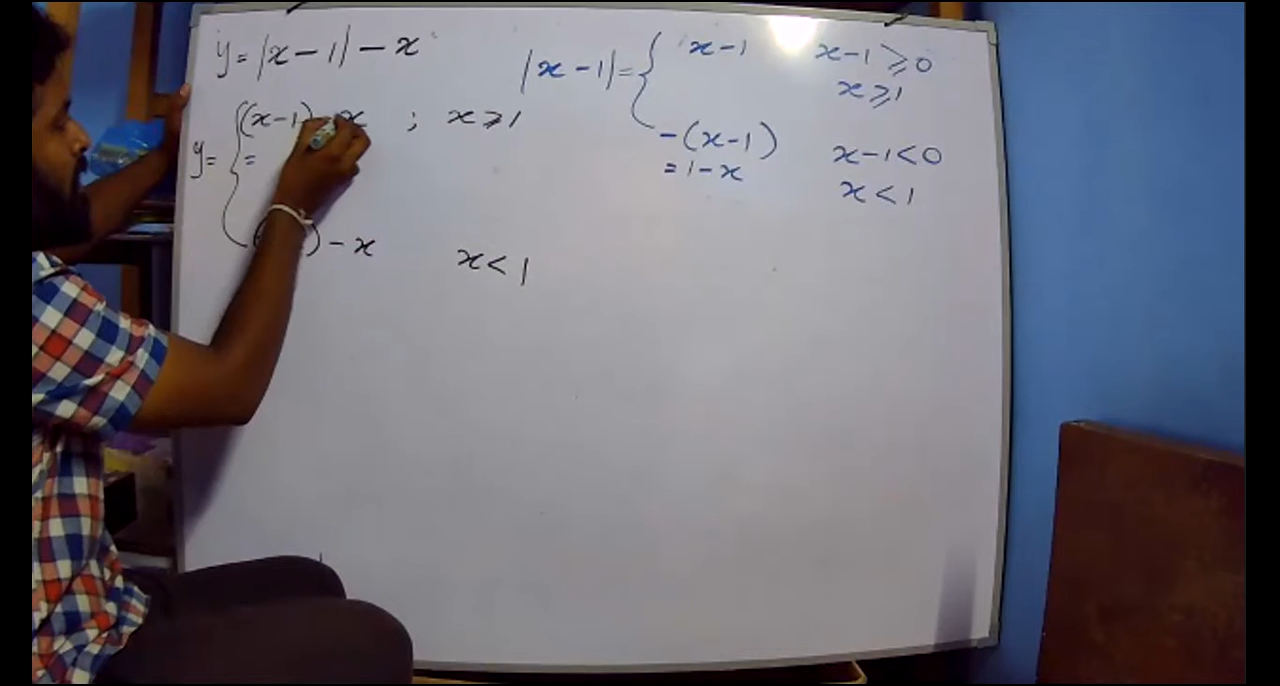 y = |x - 1| - x
y =
(x - 1) - x ; x ⩾ 1
=
) - x x < 1
|x - 1| =
x - 1 x - 1 ⩾ 0
x ⩾ 1
-(x - 1) x - 1 < 0
= 1 - x x < 1